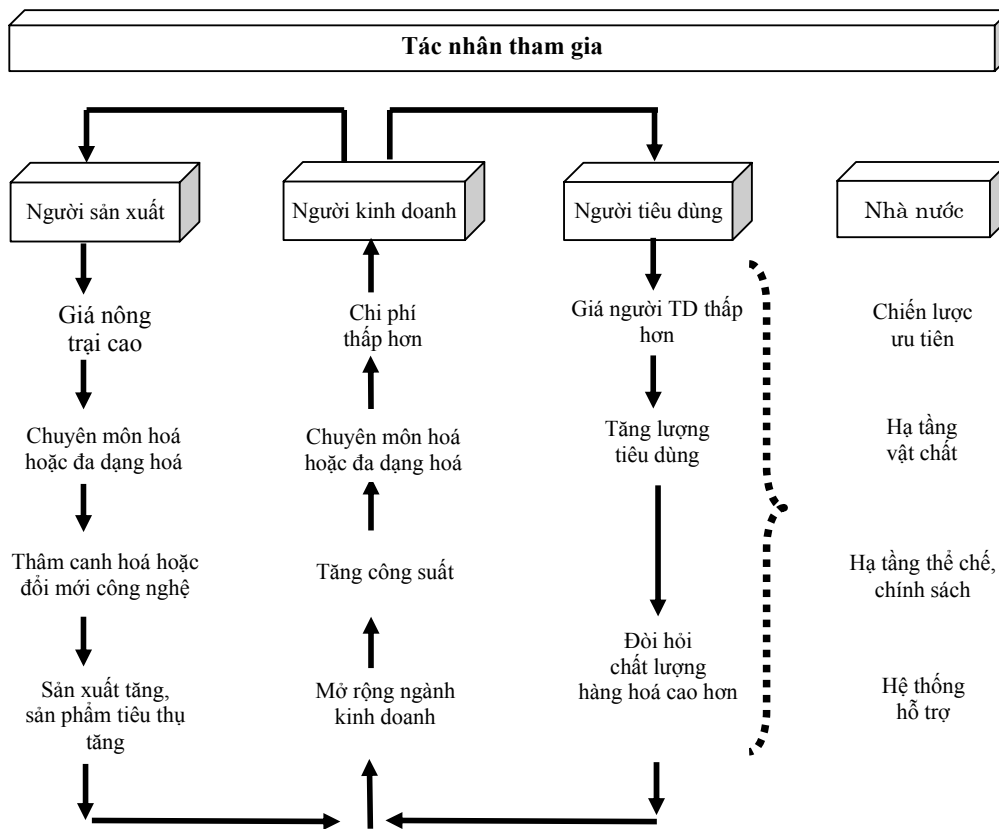 Tác nhân tham gia
Người sản xuất
Người kinh doanh
Người tiêu dùng
Nhà nước
Giá nông
trại cao
Chi phí
thấp hơn
Giá người TD thấp
hơn
Chiến lược
ưu tiên
Chuyên môn hoá
hoặc đa dạng hoá
Chuyên môn hoá
hoặc đa dạng hoá
Tăng lượng
tiêu dùng
Hạ tầng
vật chất
Thâm canh hoá hoặc
đổi mới công nghệ
Tăng công suất
Hạ tầng thể chế,
chính sách
Đòi hỏi
chất lượng
hàng hoá cao hơn
Sản xuất tăng,
sản phẩm tiêu thụ
tăng
Mở rộng ngành
kinh doanh
Hệ thống
hỗ trợ